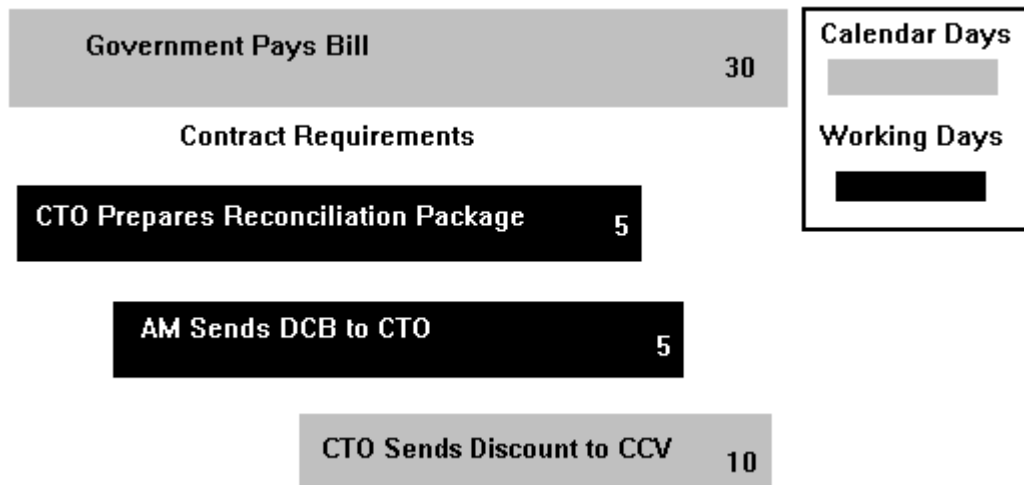 Government Pays Bill
30
Calendar Days
Contract Requirements
Working Days
CTO Prepares Reconciliation Package
5
AM Sends DCB to CTO
5
CTO Sends Discount to CCV
10